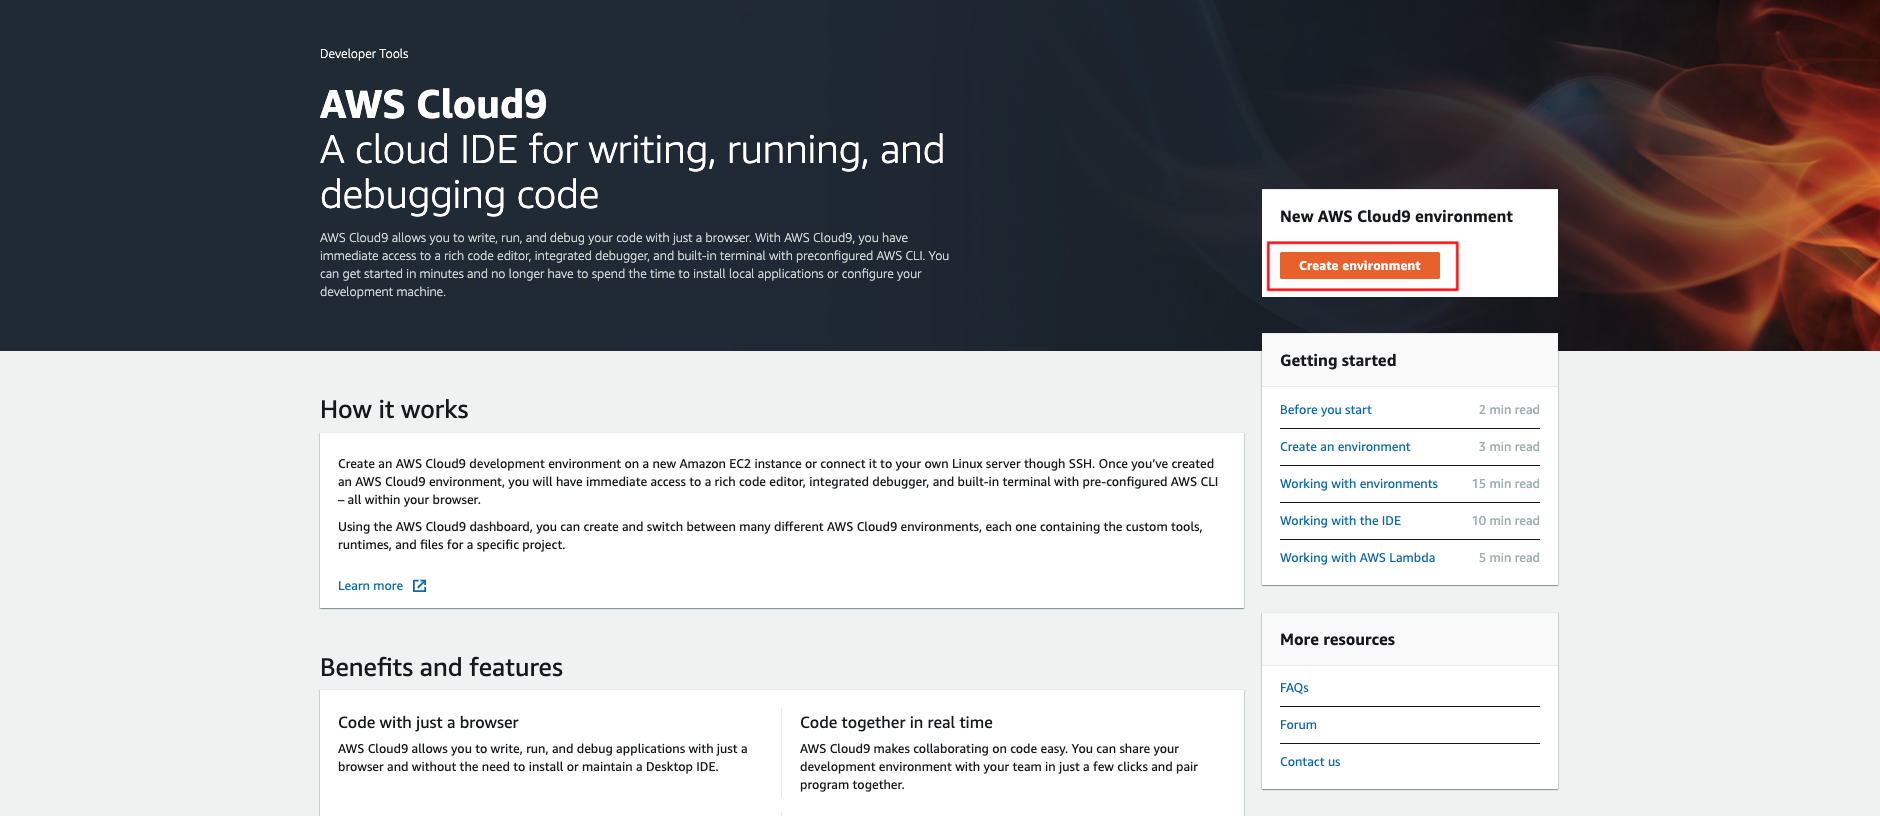 Developer Tools
AWS Cloud9
A cloud IDE for writing, running, and
debugging code
AWS Cloud9 allows you to write, run, and debug your code with just a browser. With AWS Cloud9, you have
immediate access to a rich code editor, integrated debugger, and built-in terminal with preconfigured AWS CLI. You
can get started in minutes and no longer have to spend the time to install local applications or configure your
development machine.
New AWS Cloud9 environment
Create environment
How it works
Create an AWS Cloud9 development environment on a new Amazon EC2 instance or connect it to your own Linux server though SSH. Once you've created
an AWS Cloud9 environment, you will have immediate access to a rich code editor, integrated debugger, and built-in terminal with pre-configured AWS CLI
– all within your browser.
Using the AWS Cloud9 dashboard, you can create and switch between many different AWS Cloud9 environments, each one containing the custom tools,
runtimes, and files for a specific project.
Learn more
Benefits and features
Code with just a browser
AWS Cloud9 allows you to write, run, and debug applications with just a
browser and without the need to install or maintain a Desktop IDE.
Code together in real time
AWS Cloud9 makes collaborating on code easy. You can share your
development environment with your team in just a few clicks and pair
program together.
Getting started
Before you start 2 min read
Create an environment 3 min read
Working with environments 15 min read
Working with the IDE 10 min read
Working with AWS Lambda 5 min read
More resources
FAQs
Forum
Contact us